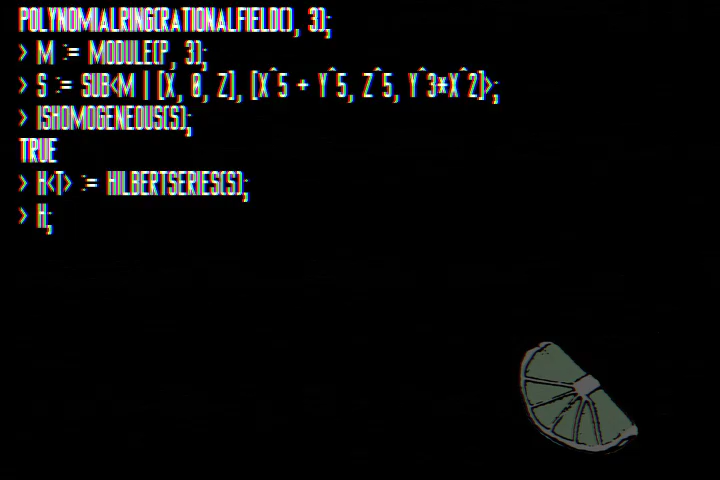 POLYNOMIALRING(RATIONALFIELD(), 3);
> M := MODULE(P, 3);
> S := SUB<M | [X, 0, Z], [X^5 + Y^5, Z^5, Y^3*X^2]>;
> ISHOMOGENEOUS(S);
TRUE
> H<T> := HILBERTSERIES(S);
> H;